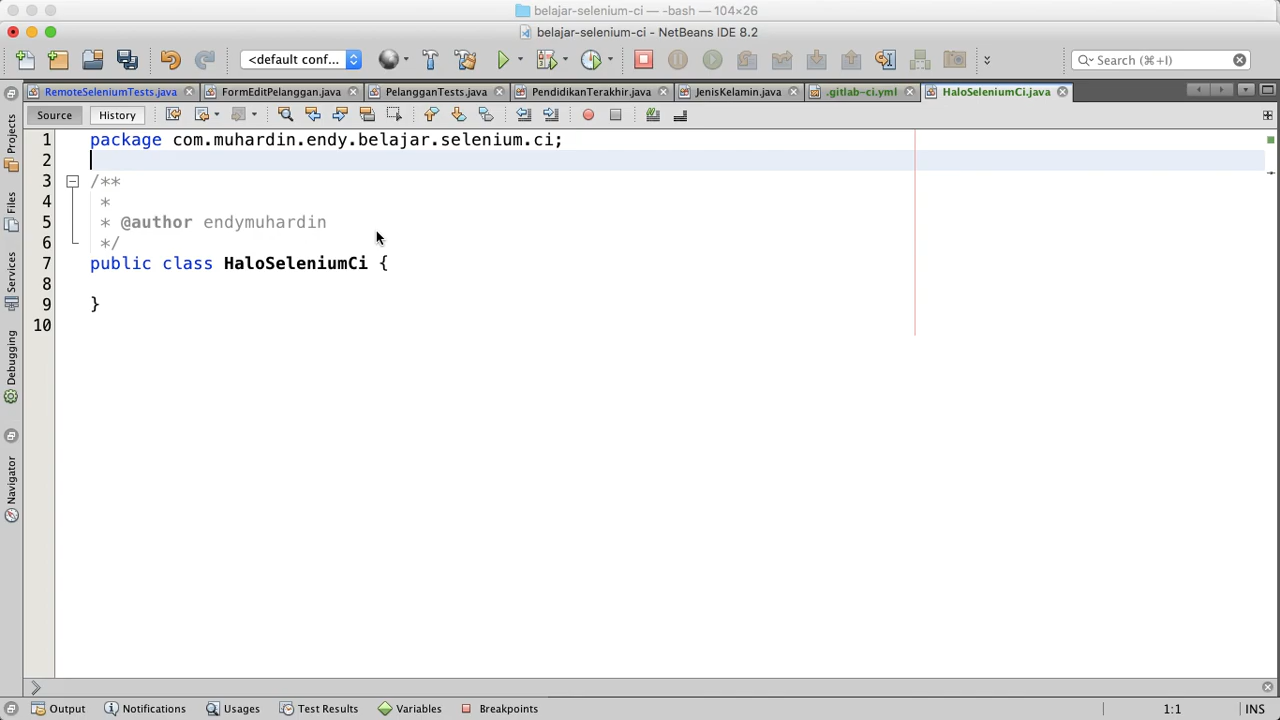 belajar-selenium-ci — -bash — 104×26
belajar-selenium-ci - NetBeans IDE 8.2
<default conf...
Search (⌘+I)
RemoteSeleniumTests.java
FormEditPelanggan.java
PelangganTests.java
PendidikanTerakhir.java
JenisKelamin.java
.gitlab-ci.yml
HaloSeleniumCi.java
Source
History
Projects
Files
Services
Debugging
Navigator
1 package com.muhardin.endy.belajar.selenium.ci;
2
3 /**
4 *
5 * @author endymuhardin
6 */
7 public class HaloSeleniumCi {
8
9 }
10
Output
Notifications
Usages
Test Results
Variables
Breakpoints
1:1
INS